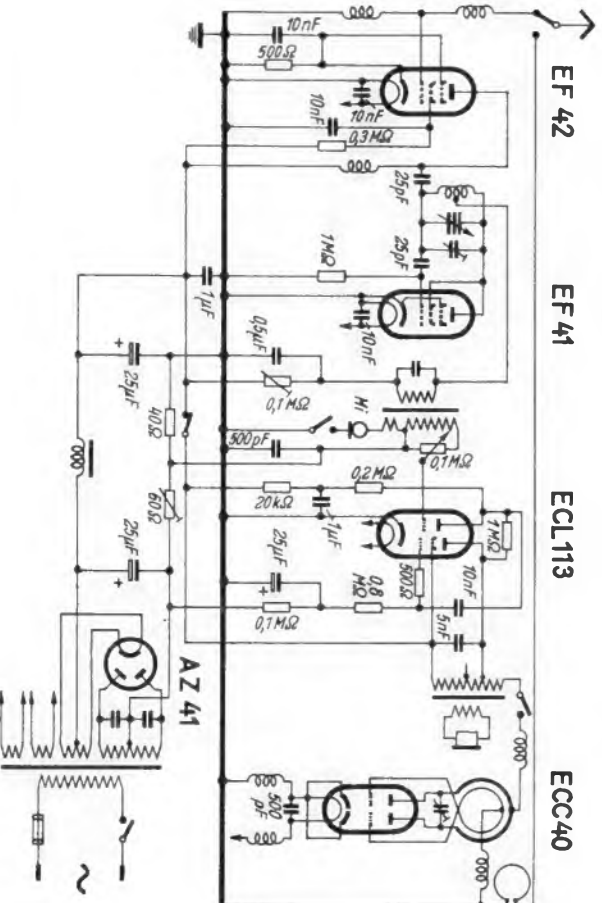 EF 42
EF 41
ECL113
ECC40
10nF
500Ω
10nF
10nF
0,3MΩ
25pF
25pF
1MΩ
10nF
1µF
0,5µF
0,1MΩ
Mi
500pF
0,1MΩ
0,2MΩ
20kΩ
1µF
1MΩ
500Ω
10nF
0,8
MΩ
5nF
25µF
+
0,1MΩ
500
pF
25µF
+
40Ω
60Ω
25µF
+
AZ 41
~